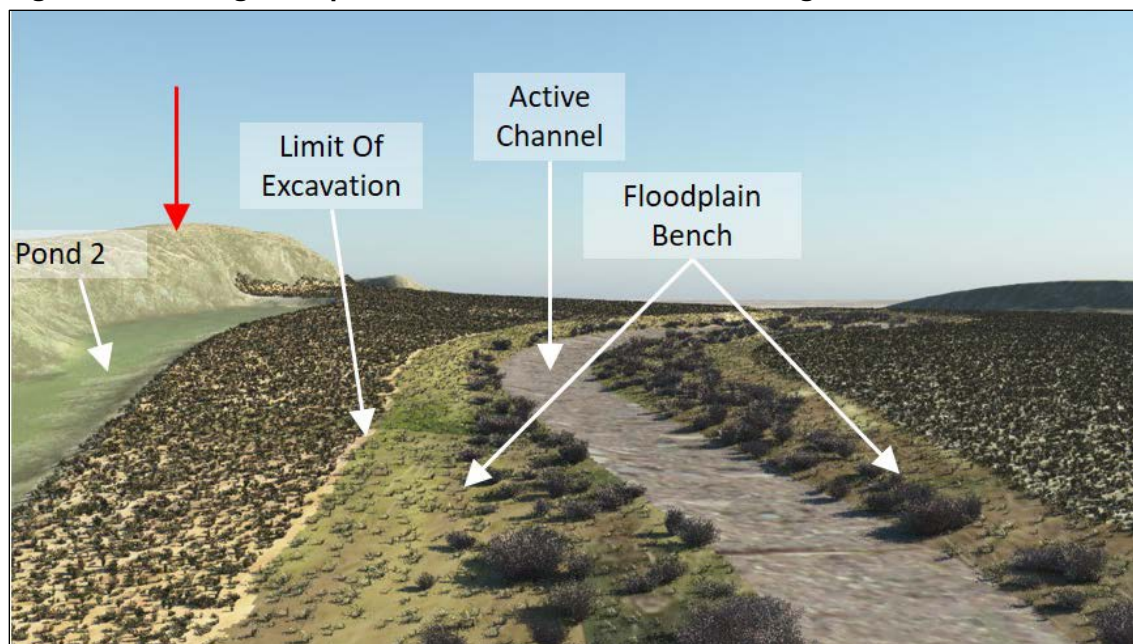 Active
Channel
Limit Of
Excavation
Floodplain
Bench
Pond 2